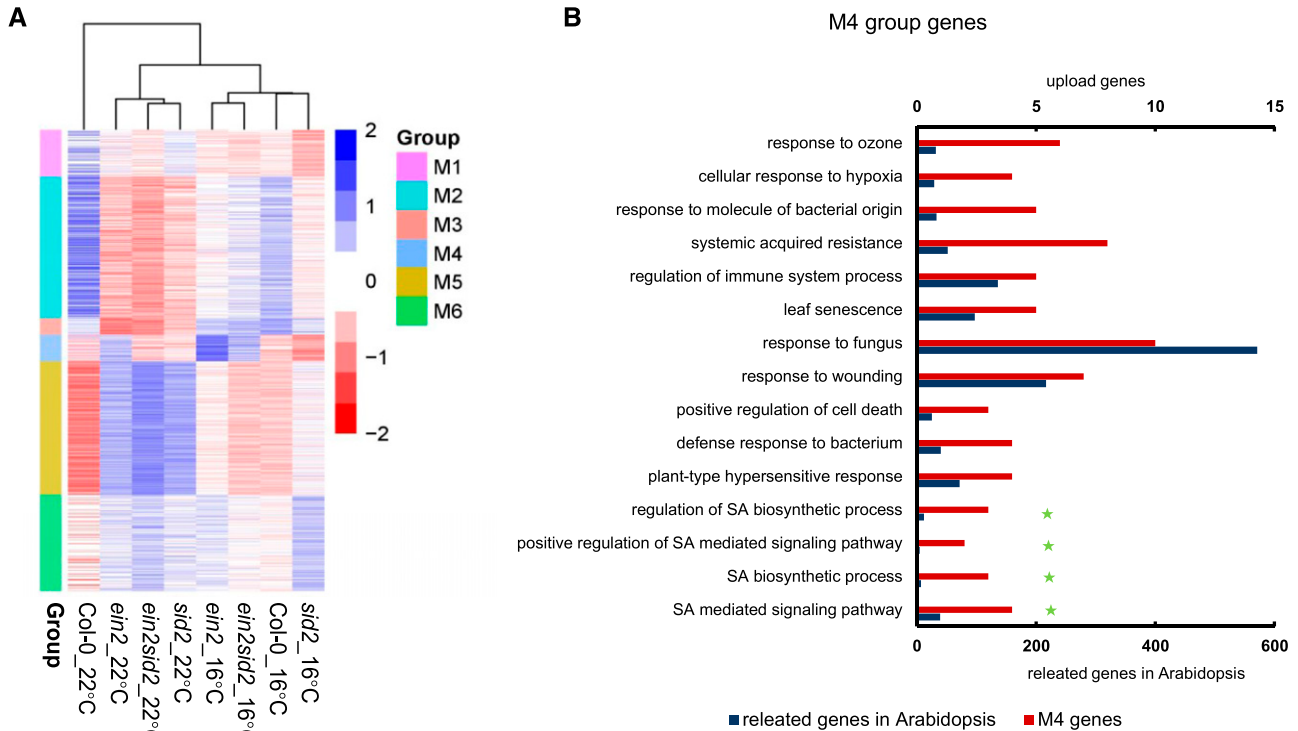 A
2
1
0
−1
−2
Group
M1
M2
M3
M4
M5
M6
Group
Col-0_22°C
ein2_22°C
ein2sid2_22°
sid2_22°C
ein2_16°C
ein2sid2_16°
Col-0_16°C
sid2_16°C
B
M4 group genes
upload genes
0 5 10 15
response to ozone
cellular response to hypoxia
response to molecule of bacterial origin
systemic acquired resistance
regulation of immune system process
leaf senescence
response to fungus
response to wounding
positive regulation of cell death
defense response to bacterium
plant-type hypersensitive response
regulation of SA biosynthetic process
positive regulation of SA mediated signaling pathway
SA biosynthetic process
SA mediated signaling pathway
0 200 400 600
releated genes in Arabidopsis
releated genes in Arabidopsis M4 genes